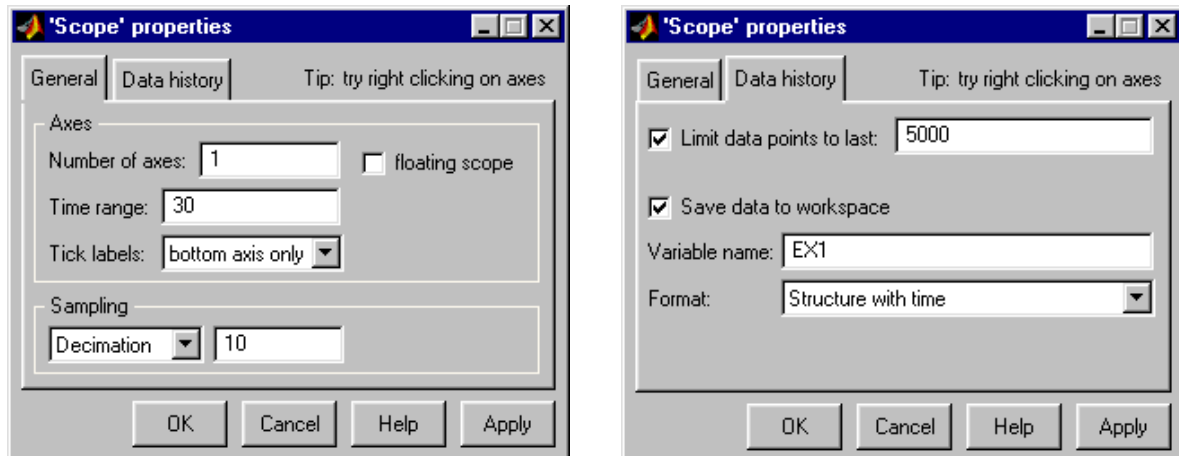 'Scope' properties
General Data history Tip: try right clicking on axes
Axes
Number of axes: 1 floating scope
Time range: 30
Tick labels: bottom axis only
Sampling
Decimation 10
OK Cancel Help Apply
'Scope' properties
General Data history Tip: try right clicking on axes
Limit data points to last: 5000
Save data to workspace
Variable name: EX1
Format: Structure with time
OK Cancel Help Apply